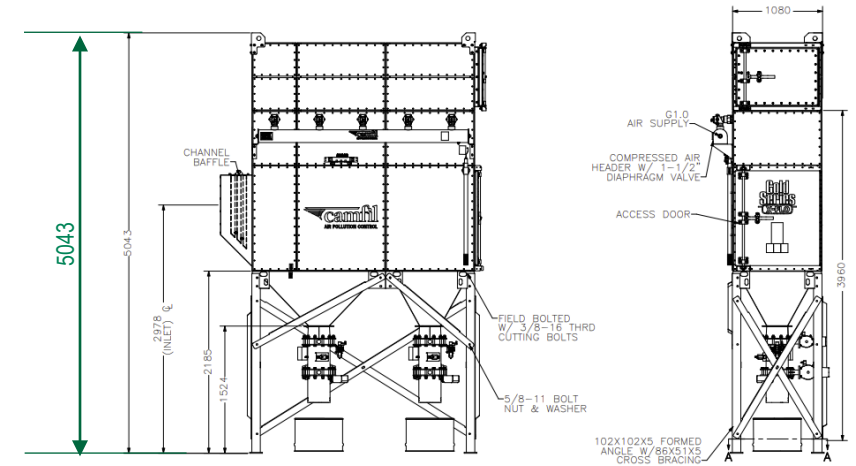 1080
G1.0
AIR SUPPLY
COMPRESSED AIR
HEADER W/ 1-1/2"
DIAPHRAGM VALVE
CHANNEL
BAFFLE
camfil
AIR POLLUTION CONTROL
Gold
Series
X-FLO
ACCESS DOOR
5043
5043
2978
(INLET) ℄
2185
1524
3960
FIELD BOLTED
W/ 3/8-16 THRD
CUTTING BOLTS
5/8-11 BOLT
NUT & WASHER
102X102X5 FORMED
ANGLE W/86X51X5
CROSS BRACING
A
A